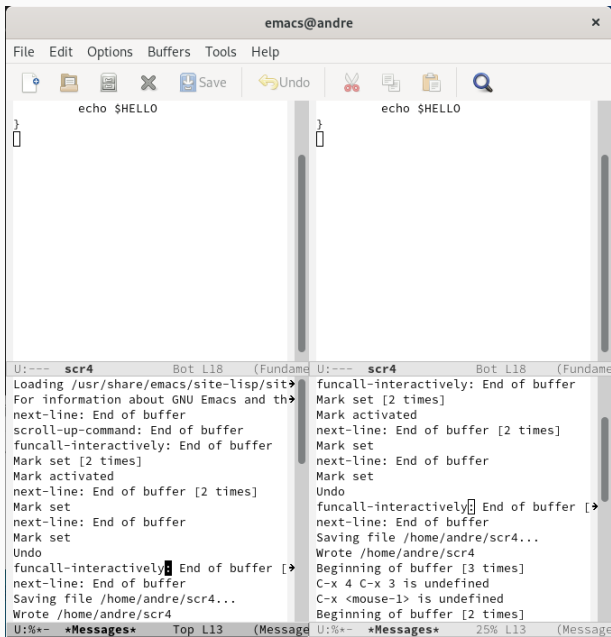 emacs@andre ×
File Edit Options Buffers Tools Help
Save Undo
echo $HELLO
}
U:--- scr4 Bot L18 (Fundame
echo $HELLO
}
U:--- scr4 Bot L18 (Fundame
Loading /usr/share/emacs/site-lisp/sit
For information about GNU Emacs and th
next-line: End of buffer
scroll-up-command: End of buffer
funcall-interactively: End of buffer
Mark set [2 times]
Mark activated
next-line: End of buffer [2 times]
Mark set
next-line: End of buffer
Mark set
Undo
funcall-interactively: End of buffer [
next-line: End of buffer
Saving file /home/andre/scr4...
Wrote /home/andre/scr4
U:%*- *Messages* Top L13 (Message
funcall-interactively: End of buffer
Mark set [2 times]
Mark activated
next-line: End of buffer [2 times]
Mark set
next-line: End of buffer
Mark set
Undo
funcall-interactively: End of buffer [
next-line: End of buffer
Saving file /home/andre/scr4...
Wrote /home/andre/scr4
Beginning of buffer [3 times]
C-x 4 C-x 3 is undefined
C-x <mouse-1> is undefined
Beginning of buffer [2 times]
U:%*- *Messages* 25% L13 (Message